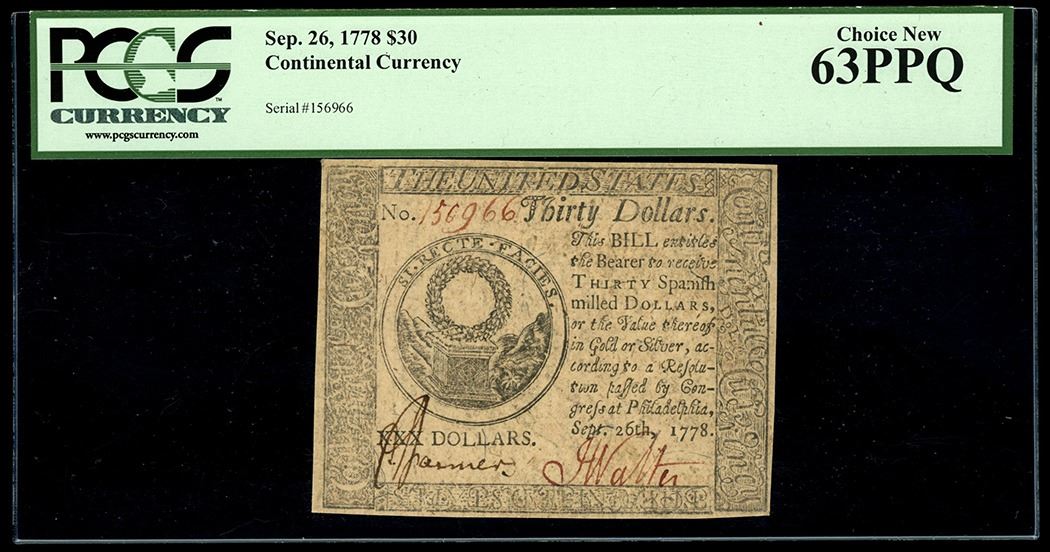 PCGS
CURRENCY
™
www.pcgscurrency.com
Sep. 26, 1778 $30
Continental Currency
Serial #156966
Choice New
63PPQ
THE UNITED STATES
No. 156966 Thirty Dollars.
SI·RECTE·FACIES.
This BILL entitles
the Bearer to receive
THIRTY Spaniſh
milled DOLLARS,
or the Value thereof
in Gold or Silver, ac-
cording to a Reſolu-
tion paſſed by Con-
greſs at Philadelphia,
Sept. 26th, 1778.
XXX DOLLARS.
J Walter